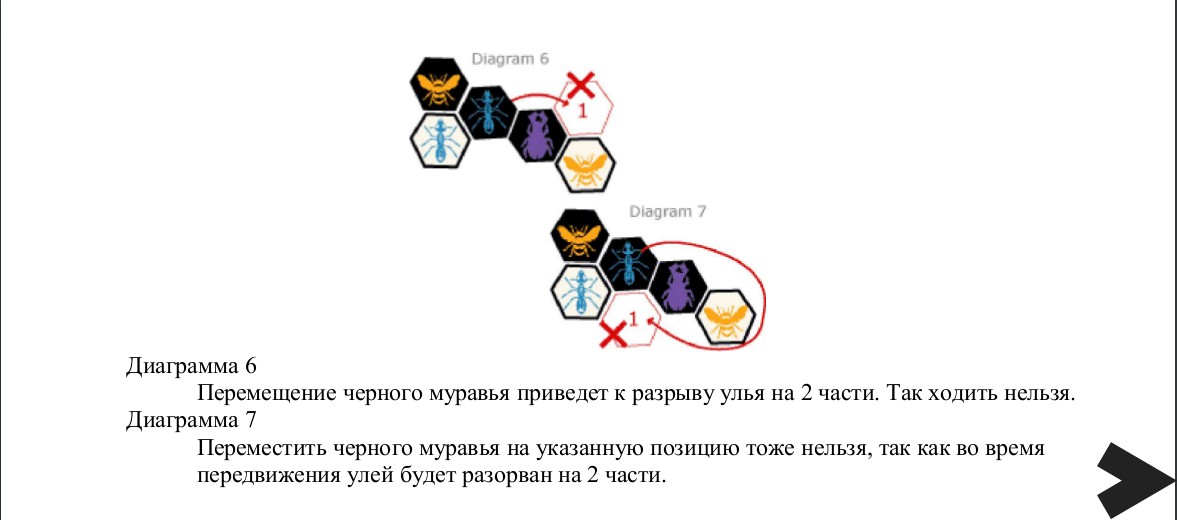 Diagram 6
1
Diagram 7
1
Диаграмма 6
Перемещение черного муравья приведет к разрыву улья на 2 части. Так ходить нельзя.
Диаграмма 7
Переместить черного муравья на указанную позицию тоже нельзя, так как во время
передвижения улей будет разорван на 2 части.